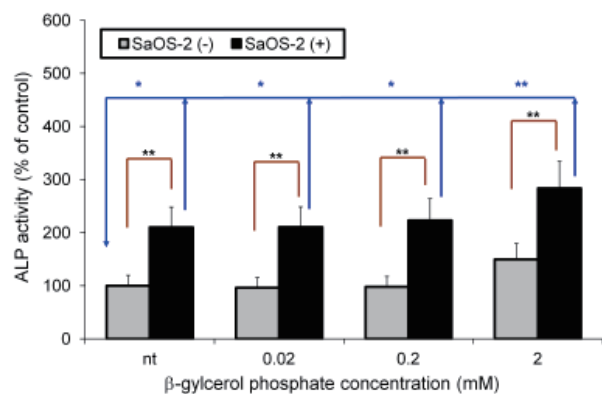 SaOS-2 (-) SaOS-2 (+)
ALP activity (% of control)
600
500
400
300
200
100
0
* * * **
** ** ** **
nt 0.02 0.2 2
β-gylcerol phosphate concentration (mM)